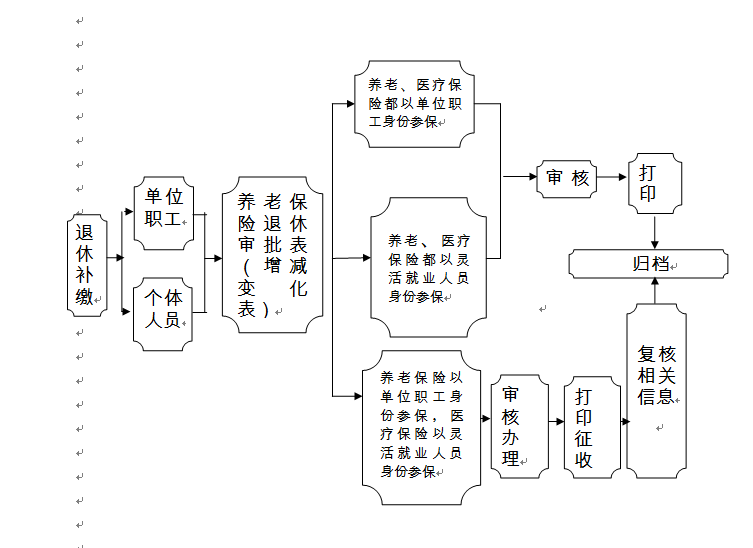 退
休
补
缴
单位
职工
个体
人员
养老保
险退休
审批表
（增减
变化
表）
养老、医疗保
险都以单位职
工身份参保
养老、医疗
保险都以灵
活就业人员
身份参保
养老保险以
单位职工身
份参保，医
疗保险以灵
活就业人员
身份参保
审核
打
印
归档
审
核
办
理
打
印
征
收
复核
相关
信息